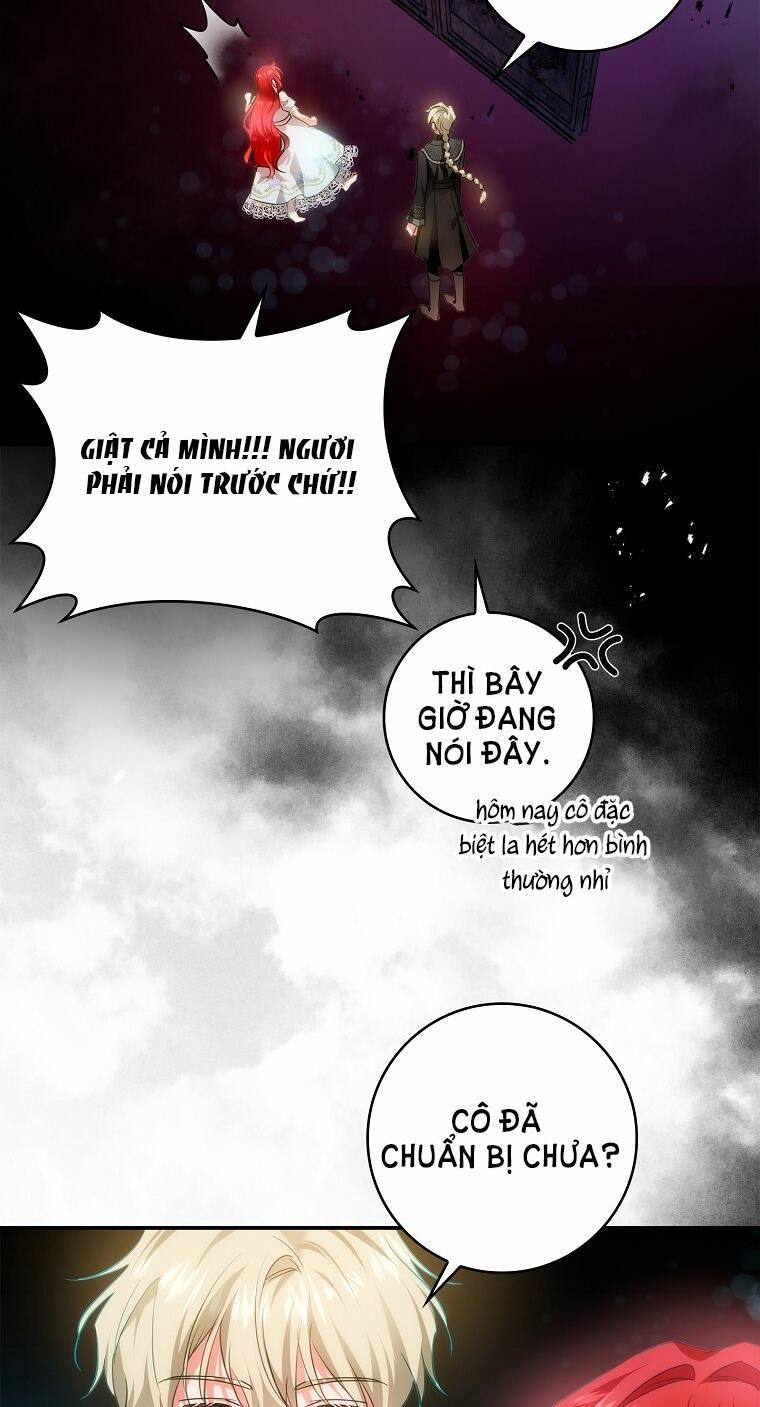 GIẬT CẢ MÌNH!!! NGƯƠI
PHẢI NÓI TRƯỚC CHỨ!!
THÌ BÂY
GIỜ ĐANG
NÓI ĐÂY.
hôm nay cô đặc
biệt la hét hơn bình
thường nhỉ
CÔ ĐÃ
CHUẨN BỊ CHƯA?